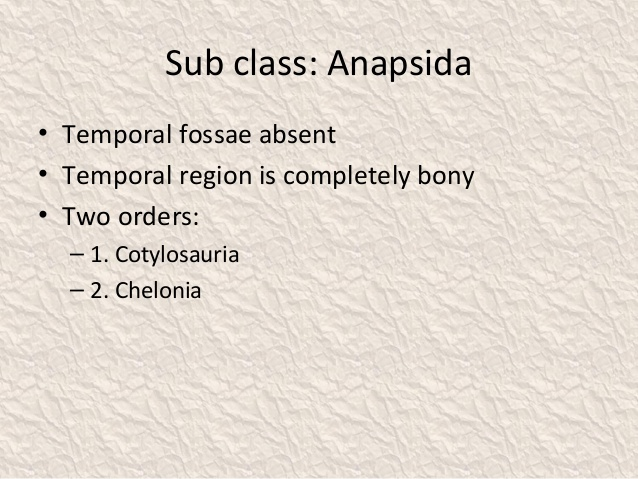 Sub class: Anapsida
• Temporal fossae absent
• Temporal region is completely bony
• Two orders:
– 1. Cotylosauria
– 2. Chelonia